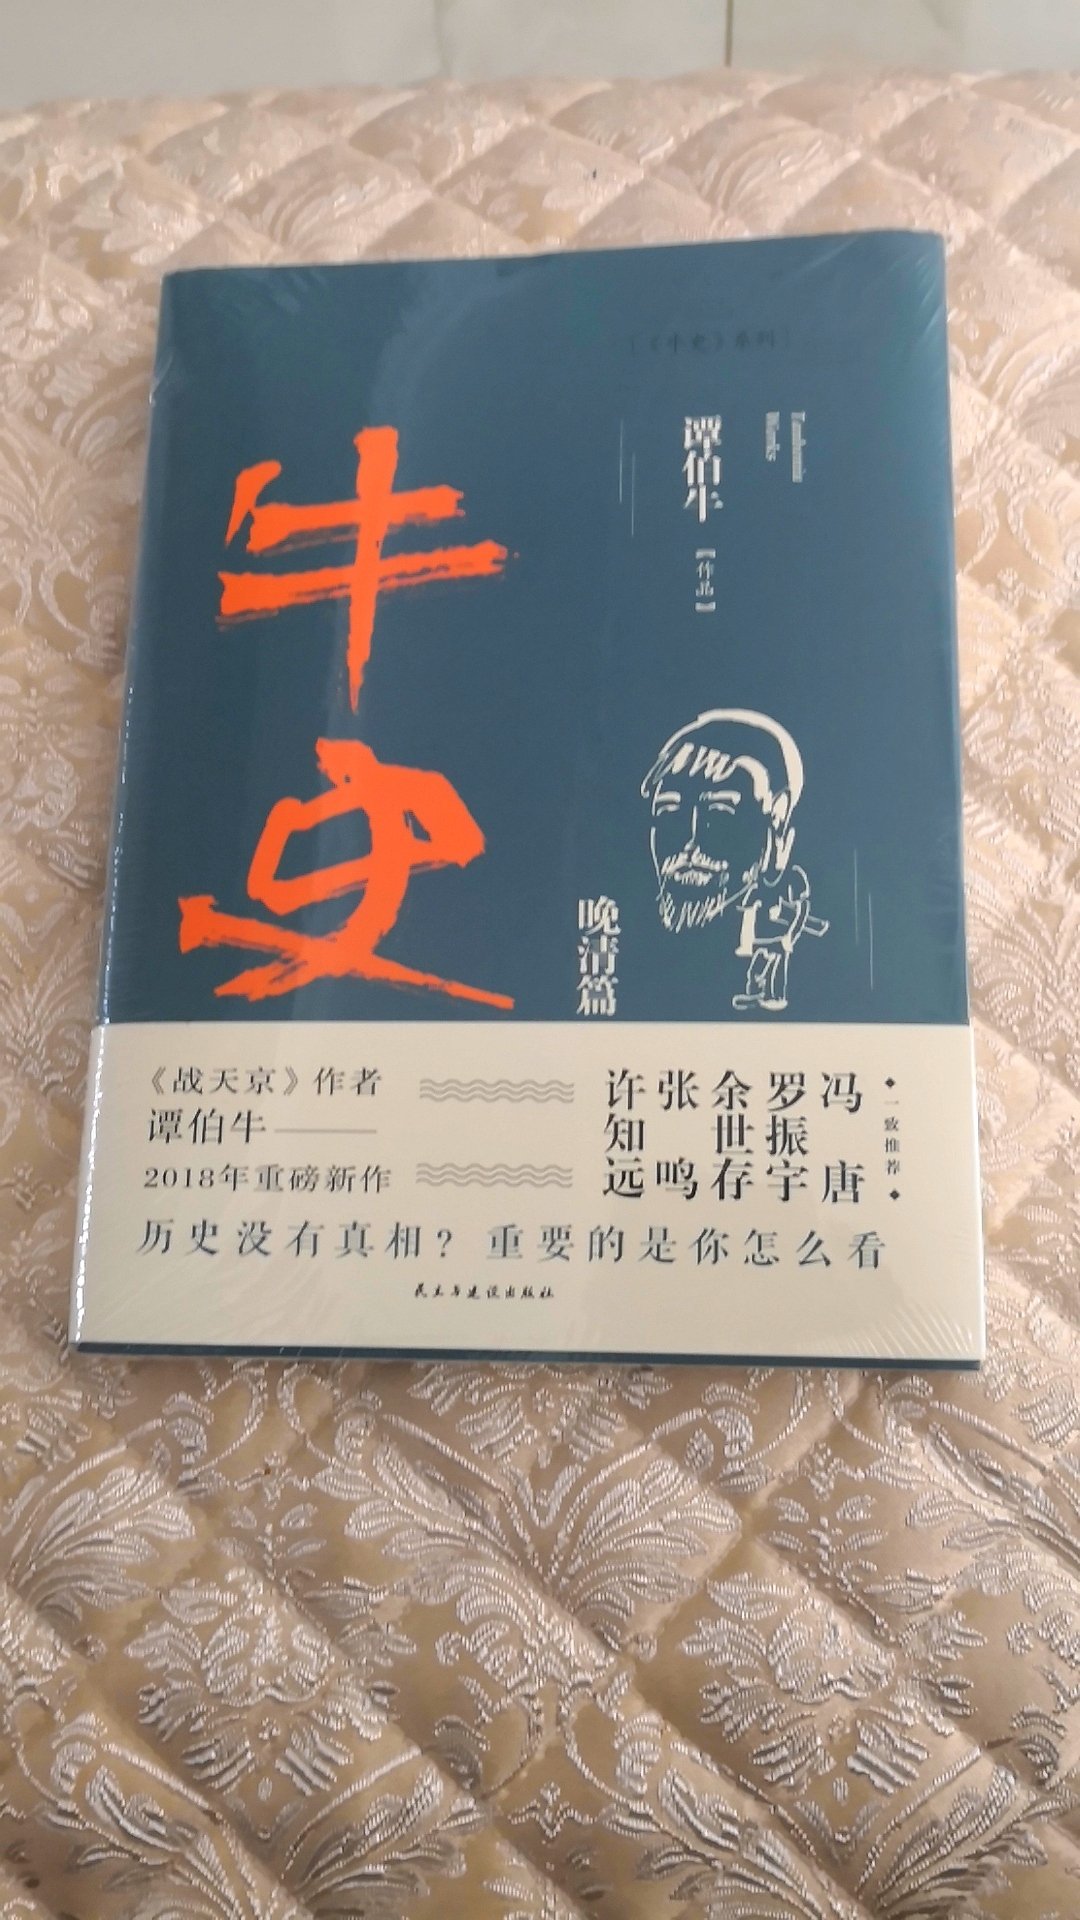 《牛史》系列
谭伯牛
【作品】
Works
牛史
晚清篇
《战天京》作者
谭伯牛
2018年重磅新作
冯唐
罗振宇
余世存
张鸣
许知远
一致推荐
历史没有真相？重要的是你怎么看
民主与建设出版社